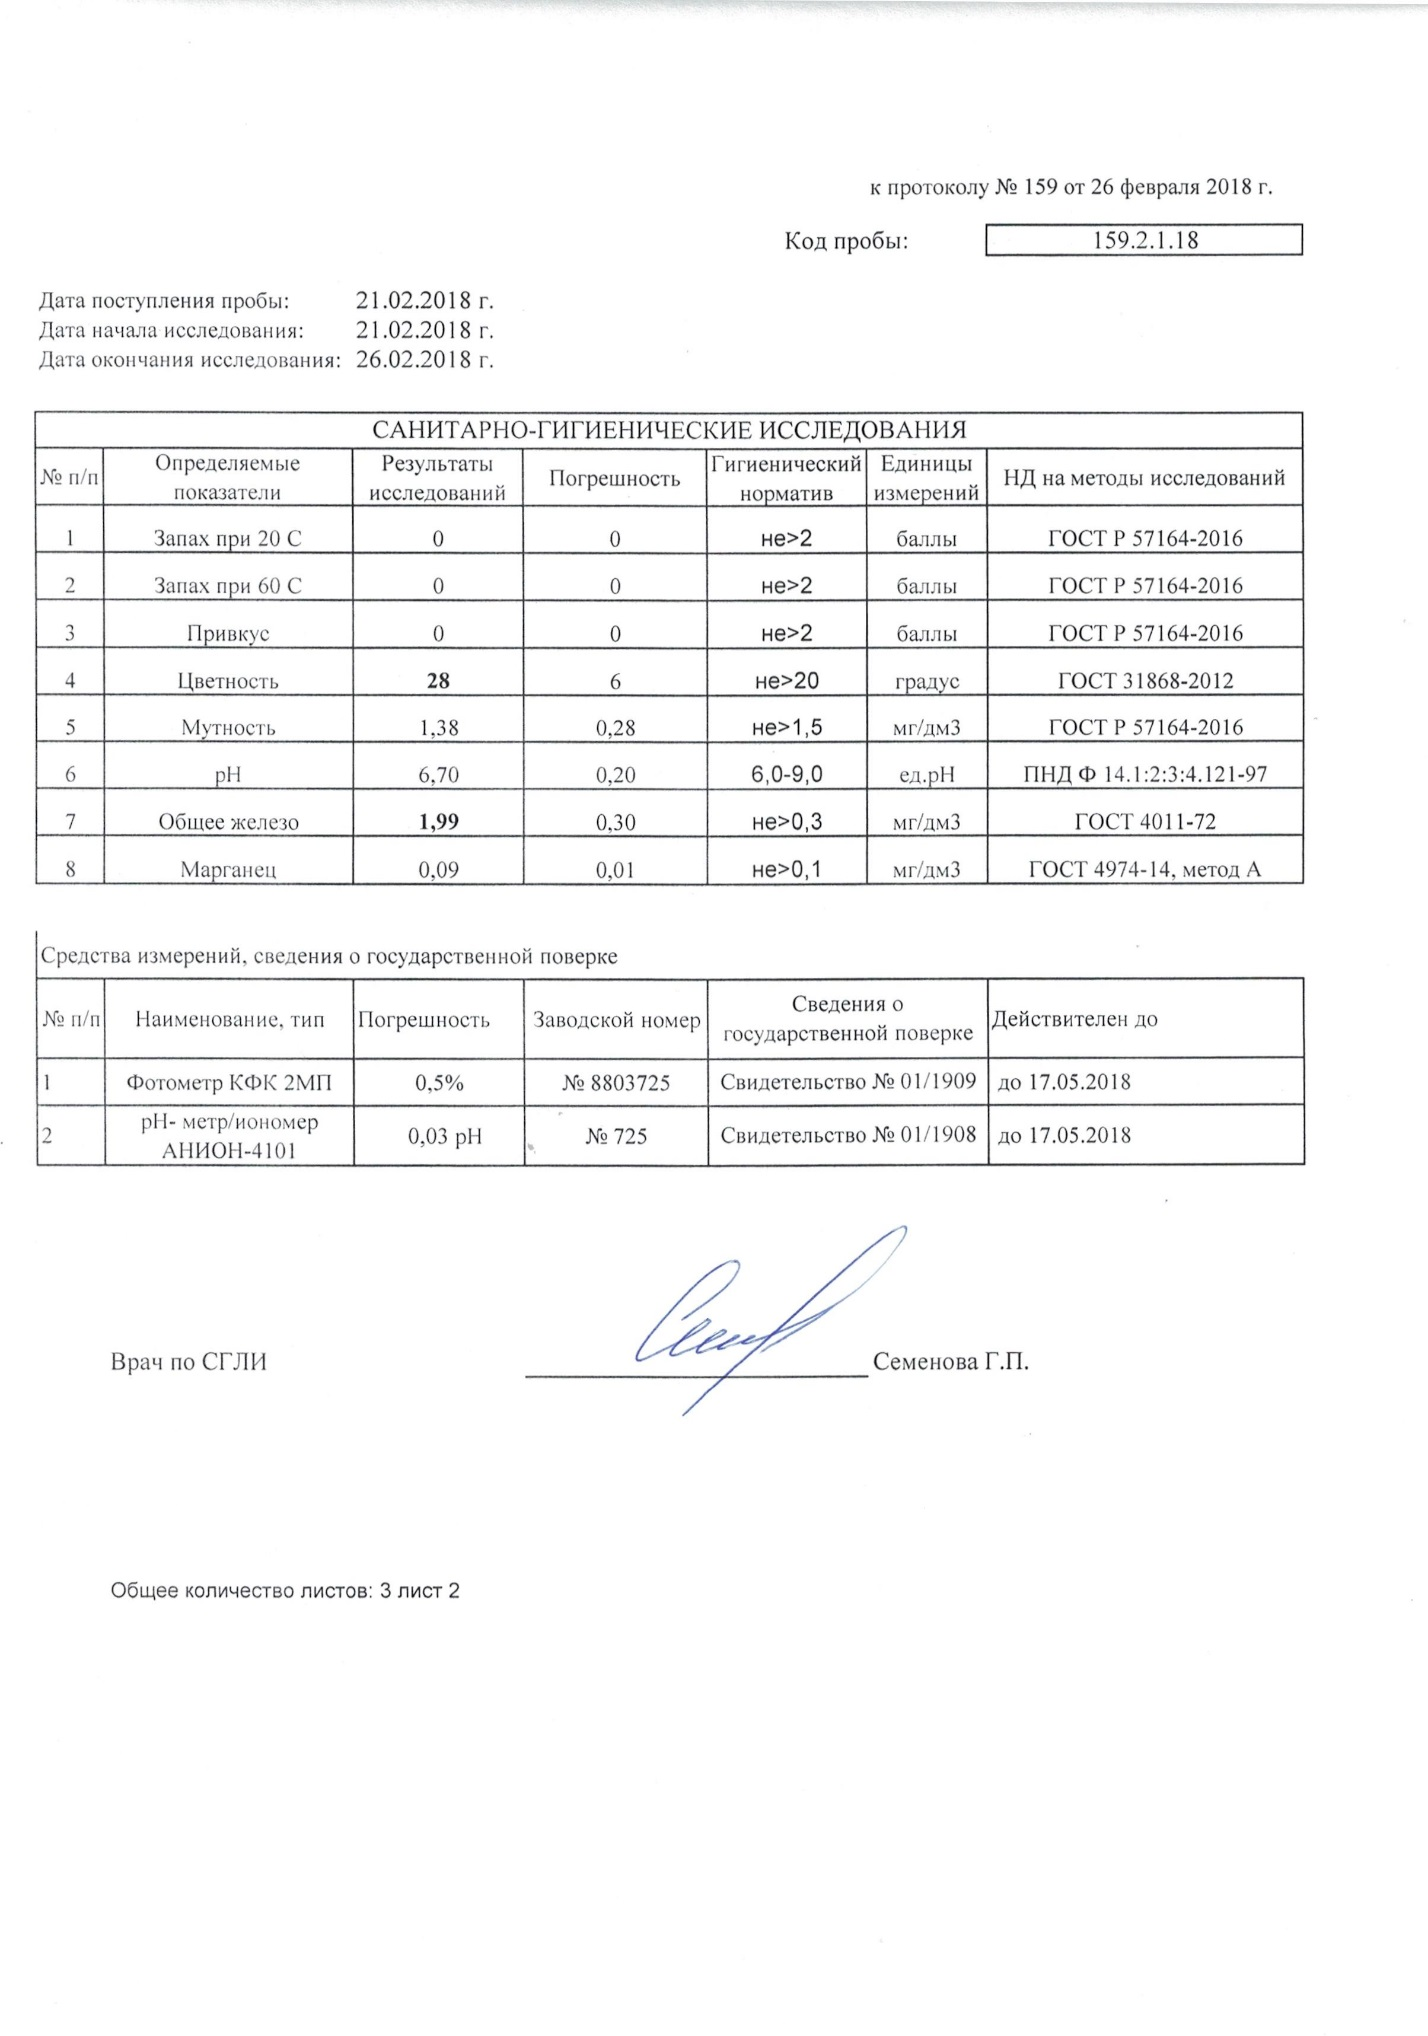 к протоколу № 159 от 26 февраля 2018 г.
Код пробы: 159.2.1.18
Дата поступления пробы: 21.02.2018 г.
Дата начала исследования: 21.02.2018 г.
Дата окончания исследования: 26.02.2018 г.
САНИТАРНО-ГИГИЕНИЧЕСКИЕ ИССЛЕДОВАНИЯ
№ п/п Определяемые показатели Результаты исследований Погрешность Гигиенический норматив Единицы измерений НД на методы исследований
1 Запах при 20 С 0 0 не>2 баллы ГОСТ Р 57164-2016
2 Запах при 60 С 0 0 не>2 баллы ГОСТ Р 57164-2016
3 Привкус 0 0 не>2 баллы ГОСТ Р 57164-2016
4 Цветность 28 6 не>20 градус ГОСТ 31868-2012
5 Мутность 1,38 0,28 не>1,5 мг/дм3 ГОСТ Р 57164-2016
6 рН 6,70 0,20 6,0-9,0 ед.рН ПНД Ф 14.1:2:3:4.121-97
7 Общее железо 1,99 0,30 не>0,3 мг/дм3 ГОСТ 4011-72
8 Марганец 0,09 0,01 не>0,1 мг/дм3 ГОСТ 4974-14, метод А
Средства измерений, сведения о государственной поверке
№ п/п Наименование, тип Погрешность Заводской номер Сведения о государственной поверке Действителен до
1 Фотометр КФК 2МП 0,5% № 8803725 Свидетельство № 01/1909 до 17.05.2018
2 рН- метр/иономер АНИОН-4101 0,03 рН № 725 Свидетельство № 01/1908 до 17.05.2018
Врач по СГЛИ Семенова Г.П.
Общее количество листов: 3 лист 2